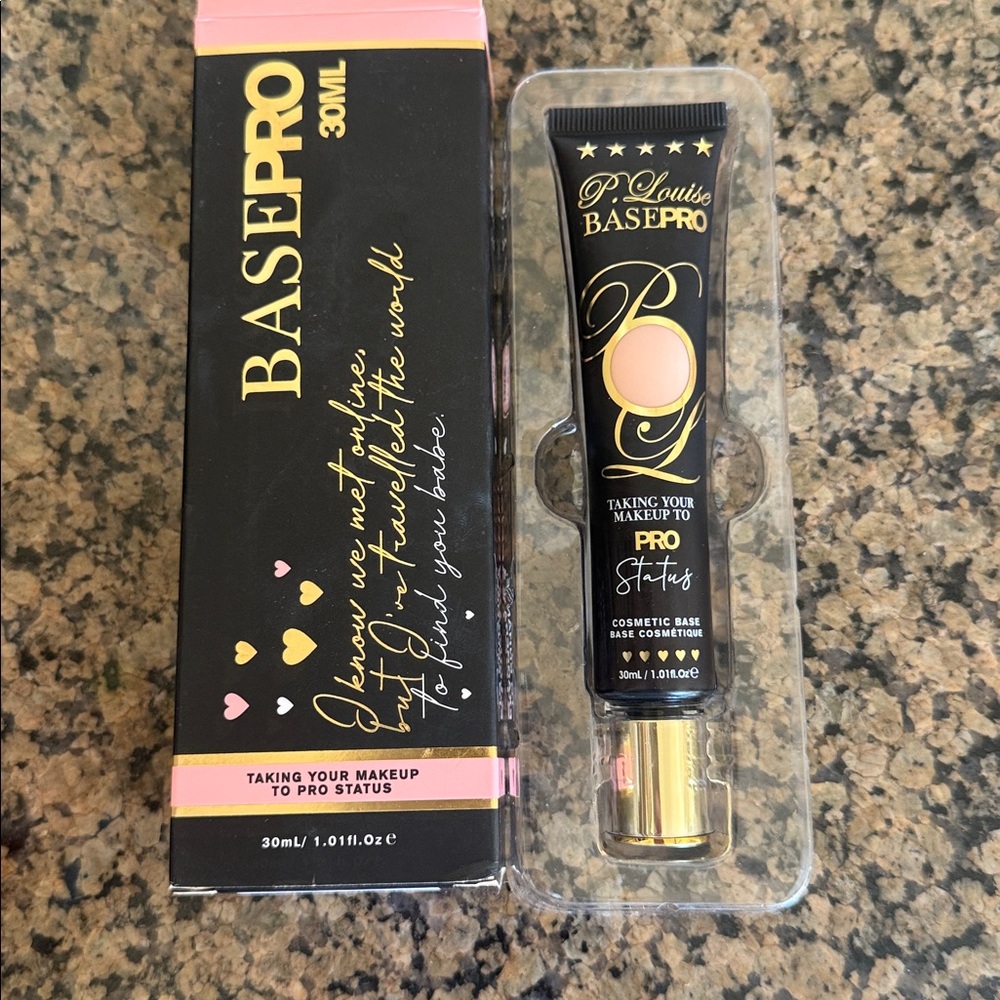 BASEPRO
30ML
I know we met online,
but I've travelled the world
to find you babe.
TAKING YOUR MAKEUP
TO PRO STATUS
30mL/ 1.01fl.Oz ℮
P. Louise
BASEPRO
PL
TAKING YOUR
MAKEUP TO
PRO
Status
COSMETIC BASE
BASE COSMÉTIQUE
30mL / 1.01fl.Oz ℮